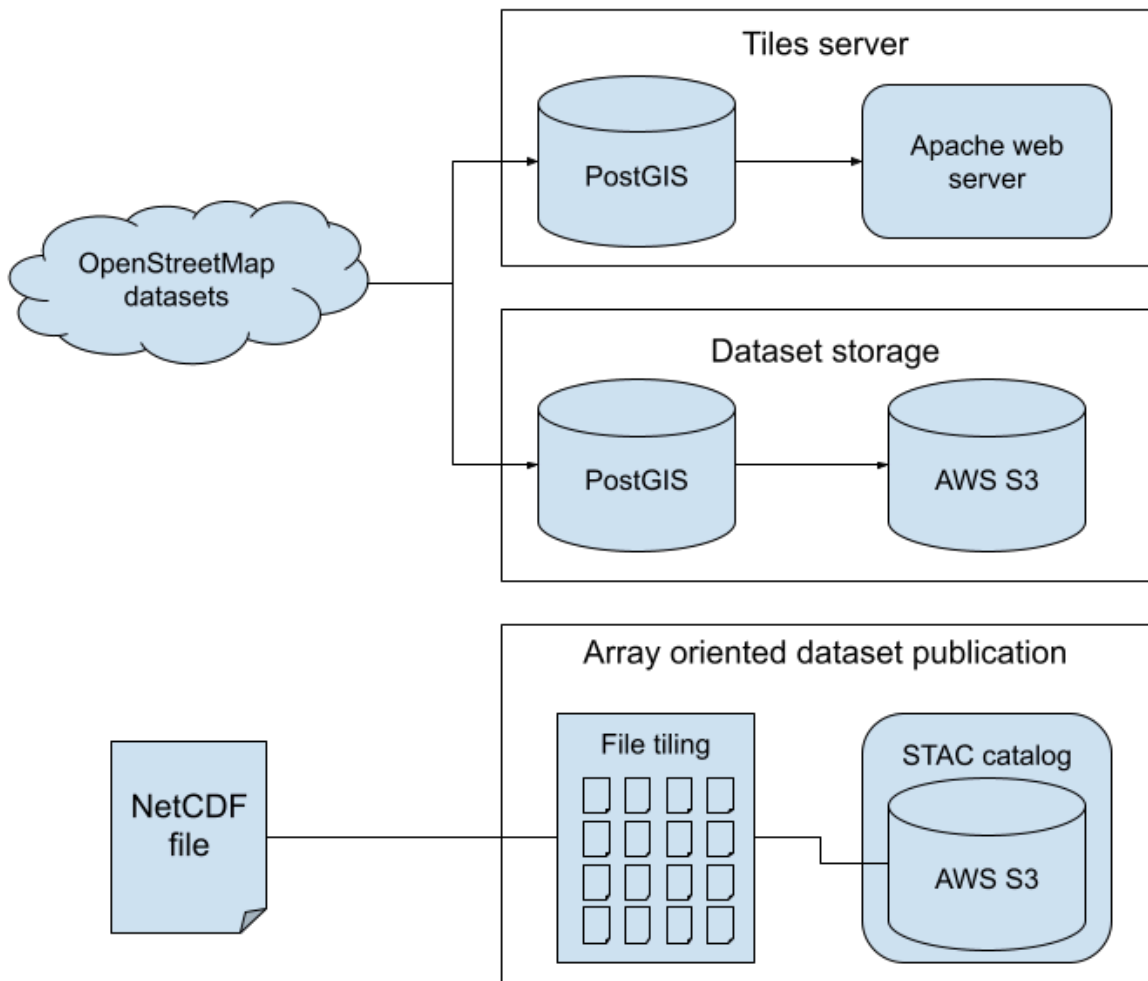 Tiles server
PostGIS
Apache web
server
OpenStreetMap
datasets
Dataset storage
PostGIS
AWS S3
Array oriented dataset publication
NetCDF
file
File tiling
STAC catalog
AWS S3